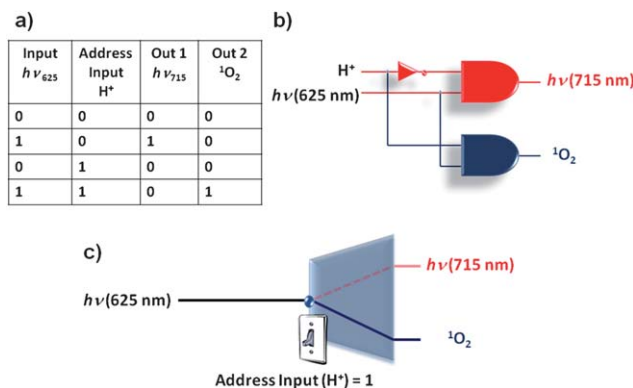 a)
Input Address Out 1 Out 2
hν625 Input hν715 ¹O₂
H⁺
0 0 0 0
1 0 1 0
0 1 0 0
1 1 0 1
b)
H⁺
hν(625 nm)
hν(715 nm)
¹O₂
c)
hν(715 nm)
hν(625 nm)
¹O₂
Address Input (H⁺) = 1